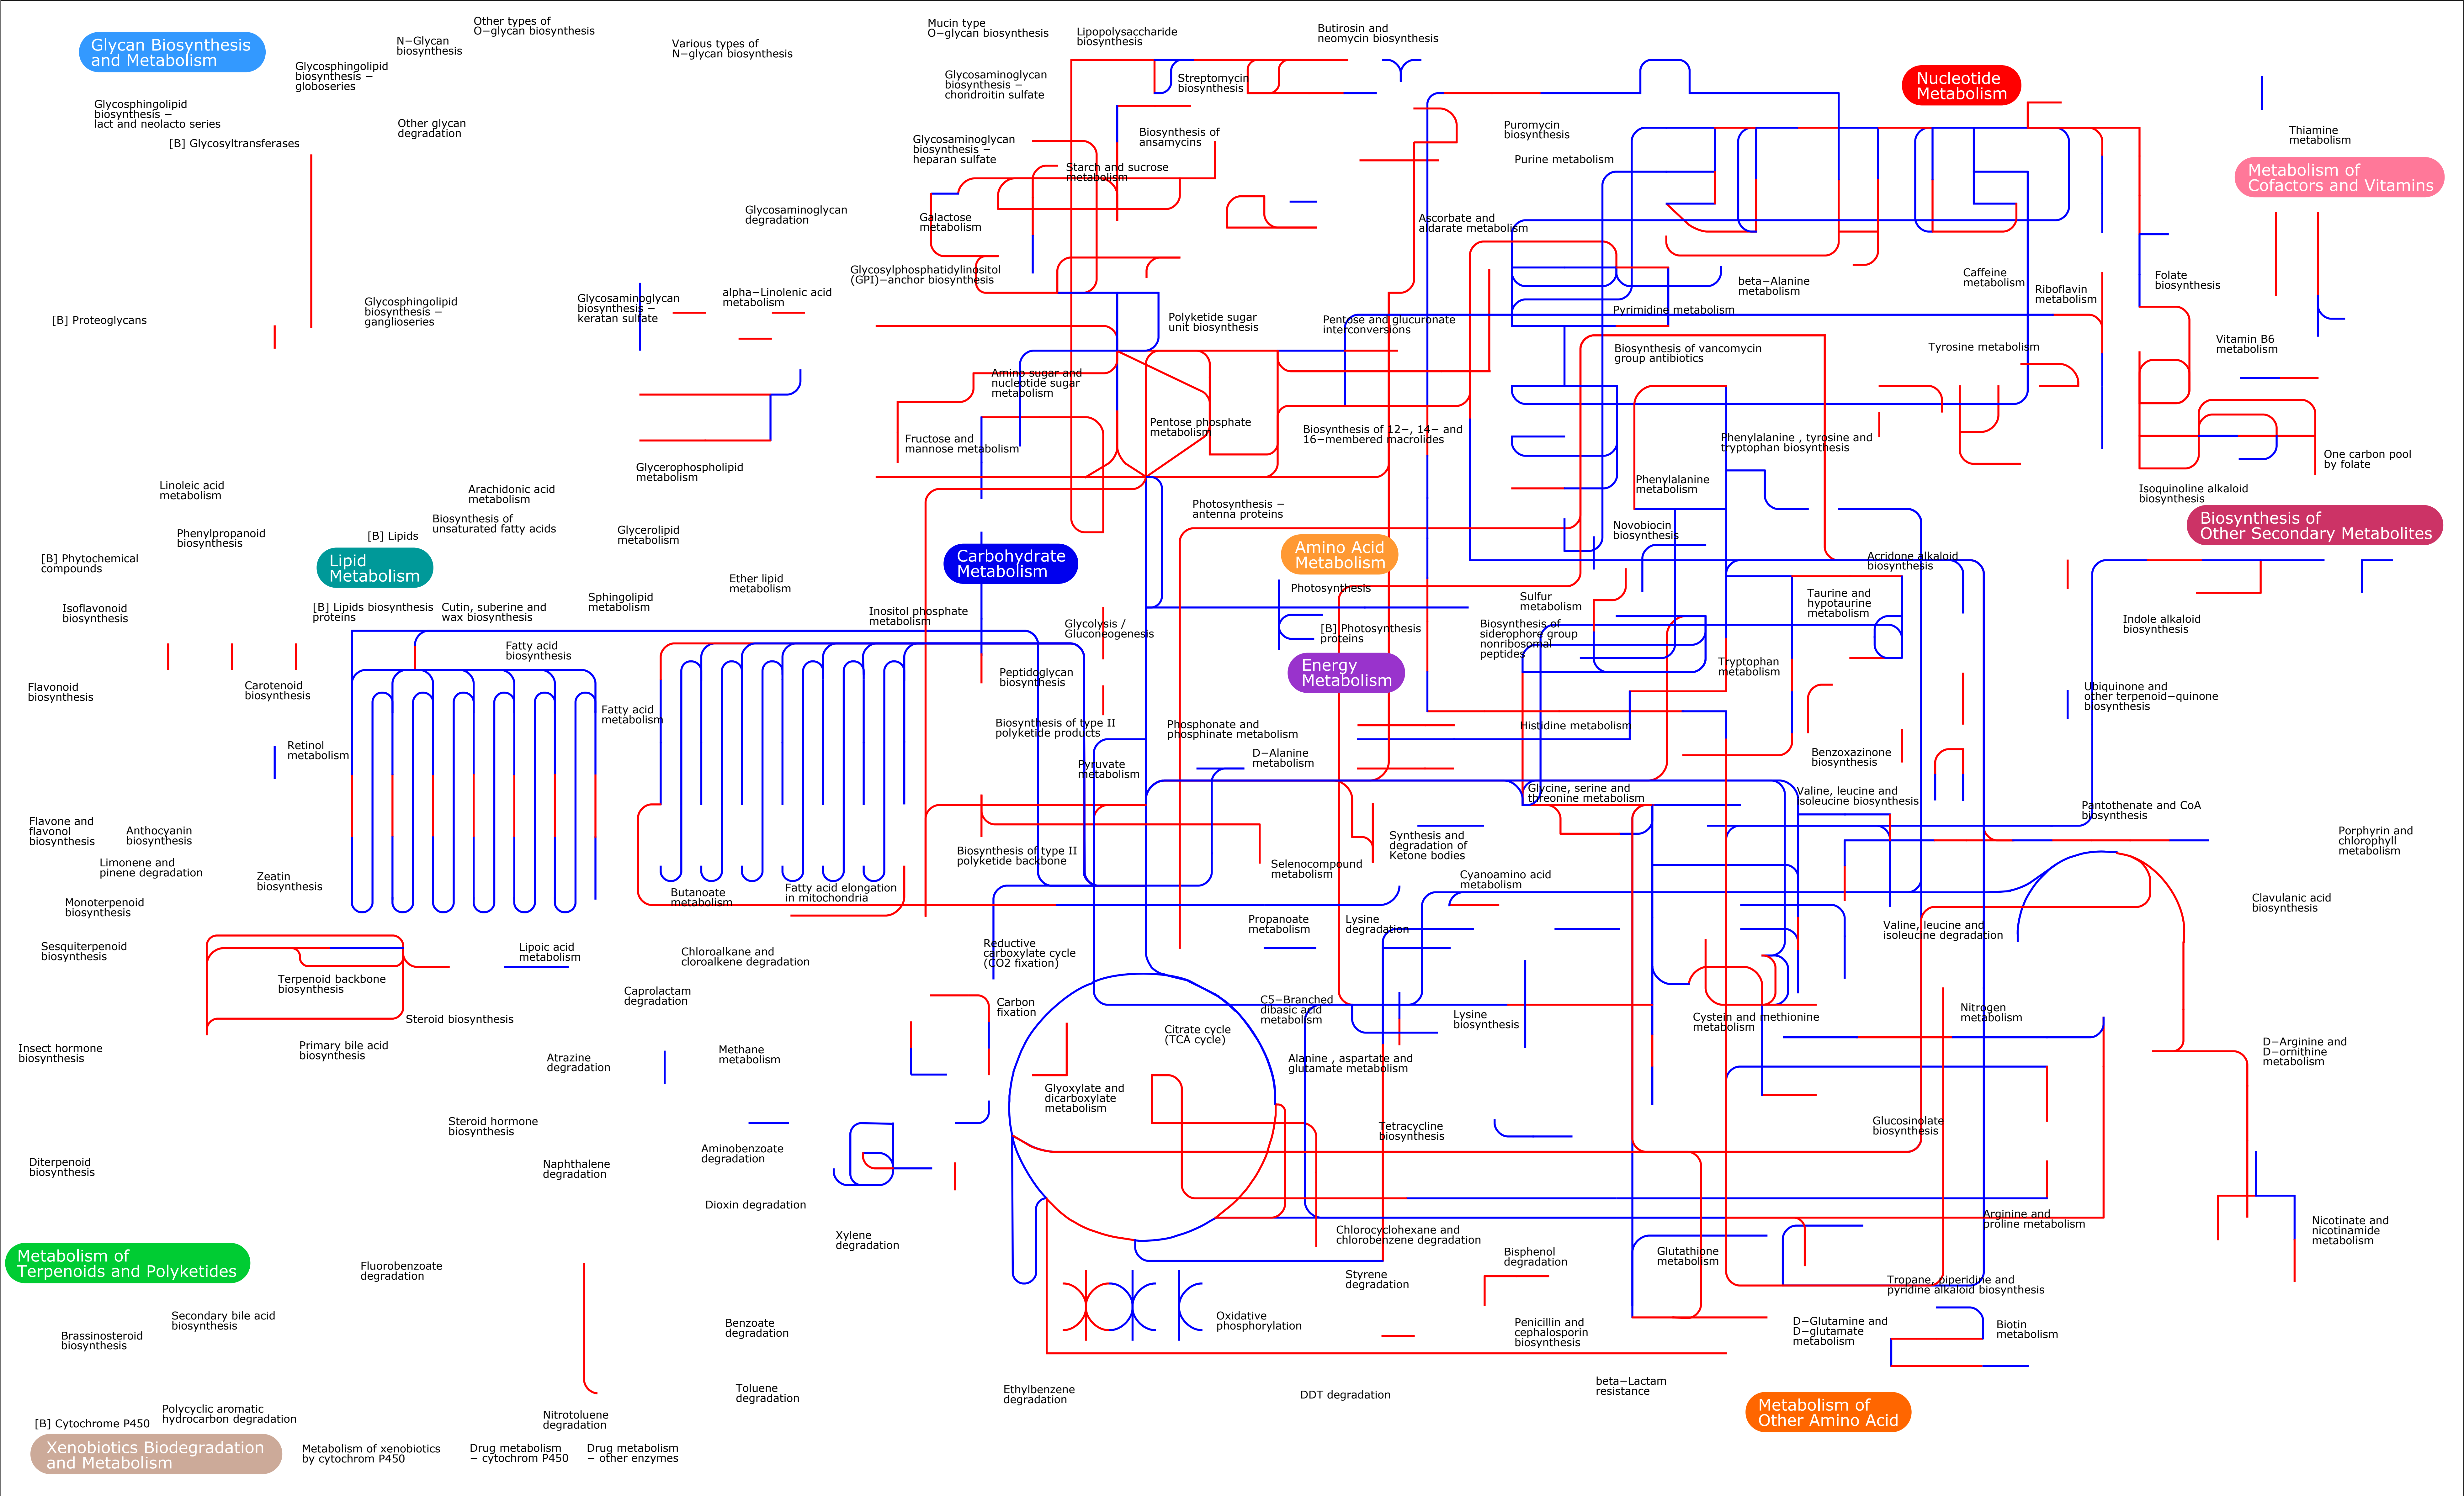 Other types of
O−glycan biosynthesis
Mucin type
O−glycan biosynthesis
Lipopolysaccharide
biosynthesis
Butirosin and
neomycin biosynthesis
Glycan Biosynthesis
and Metabolism
N−Glycan
biosynthesis
Various types of
N−glycan biosynthesis
Glycosphingolipid
biosynthesis −
globoseries
Glycosaminoglycan
biosynthesis −
chondroitin sulfate
Streptomycin
biosynthesis
Nucleotide
Metabolism
Glycosphingolipid
biosynthesis −
lact and neolacto series
Other glycan
degradation
[B] Glycosyltransferases
Glycosaminoglycan
biosynthesis −
heparan sulfate
Biosynthesis of
ansamycins
Puromycin
biosynthesis
Purine metabolism
Thiamine
metabolism
Starch and sucrose
metabolism
Metabolism of
Cofactors and Vitamins
Glycosaminoglycan
degradation
Galactose
metabolism
Ascorbate and
aldarate metabolism
Glycosylphosphatidylinositol
(GPI)−anchor biosynthesis
beta−Alanine
metabolism
Caffeine
metabolism
Riboflavin
metabolism
Folate
biosynthesis
[B] Proteoglycans
Glycosphingolipid
biosynthesis −
ganglioseries
Glycosaminoglycan
biosynthesis −
keratan sulfate
alpha−Linolenic acid
metabolism
Polyketide sugar
unit biosynthesis
Pentose and glucuronate
interconversions
Pyrimidine metabolism
Biosynthesis of vancomycin
group antibiotics
Tyrosine metabolism
Vitamin B6
metabolism
Amino sugar and
nucleotide sugar
metabolism
Fructose and
mannose metabolism
Pentose phosphate
metabolism
Biosynthesis of 12−, 14− and
16−membered macrolides
Phenylalanine , tyrosine and
tryptophan biosynthesis
One carbon pool
by folate
Glycerophospholipid
metabolism
Linoleic acid
metabolism
Arachidonic acid
metabolism
Phenylalanine
metabolism
Isoquinoline alkaloid
biosynthesis
Photosynthesis −
antenna proteins
Biosynthesis of
unsaturated fatty acids
Phenylpropanoid
biosynthesis
[B] Lipids
Glycerolipid
metabolism
Novobiocin
biosynthesis
Biosynthesis of
Other Secondary Metabolites
[B] Phytochemical
compounds
Lipid
Metabolism
Carbohydrate
Metabolism
Amino Acid
Metabolism
Acridone alkaloid
biosynthesis
Ether lipid
metabolism
Photosynthesis
Isoflavonoid
biosynthesis
[B] Lipids biosynthesis
proteins
Cutin, suberine and
wax biosynthesis
Sphingolipid
metabolism
Inositol phosphate
metabolism
Glycolysis /
Gluconeogenesis
[B] Photosynthesis
proteins
Sulfur
metabolism
Biosynthesis of
siderophore group
nonribosomal
peptides
Taurine and
hypotaurine
metabolism
Indole alkaloid
biosynthesis
Fatty acid
biosynthesis
Energy
Metabolism
Tryptophan
metabolism
Flavonoid
biosynthesis
Carotenoid
biosynthesis
Peptidoglycan
biosynthesis
Ubiquinone and
other terpenoid−quinone
biosynthesis
Fatty acid
metabolism
Biosynthesis of type II
polyketide products
Phosphonate and
phosphinate metabolism
Histidine metabolism
Retinol
metabolism
Pyruvate
metabolism
D−Alanine
metabolism
Benzoxazinone
biosynthesis
Glycine, serine and
threonine metabolism
Valine, leucine and
isoleucine biosynthesis
Pantothenate and CoA
biosynthesis
Flavone and
flavonol
biosynthesis
Anthocyanin
biosynthesis
Synthesis and
degradation of
Ketone bodies
Porphyrin and
chlorophyll
metabolism
Limonene and
pinene degradation
Biosynthesis of type II
polyketide backbone
Selenocompound
metabolism
Zeatin
biosynthesis
Butanoate
metabolism
Fatty acid elongation
in mitochondria
Cyanoamino acid
metabolism
Monoterpenoid
biosynthesis
Clavulanic acid
biosynthesis
Propanoate
metabolism
Lysine
degradation
Valine, leucine and
isoleucine degradation
Sesquiterpenoid
biosynthesis
Lipoic acid
metabolism
Chloroalkane and
cloroalkene degradation
Reductive
carboxylate cycle
(CO2 fixation)
Terpenoid backbone
biosynthesis
Caprolactam
degradation
Carbon
fixation
C5−Branched
dibasic acid
metabolism
Lysine
biosynthesis
Cystein and methionine
metabolism
Nitrogen
metabolism
Steroid biosynthesis
Citrate cycle
(TCA cycle)
Insect hormone
biosynthesis
Primary bile acid
biosynthesis
Atrazine
degradation
Methane
metabolism
Alanine , aspartate and
glutamate metabolism
D−Arginine and
D−ornithine
metabolism
Glyoxylate and
dicarboxylate
metabolism
Steroid hormone
biosynthesis
Tetracycline
biosynthesis
Glucosinolate
biosynthesis
Diterpenoid
biosynthesis
Naphthalene
degradation
Aminobenzoate
degradation
Dioxin degradation
Xylene
degradation
Chlorocyclohexane and
chlorobenzene degradation
Arginine and
proline metabolism
Nicotinate and
nicotinamide
metabolism
Metabolism of
Terpenoids and Polyketides
Fluorobenzoate
degradation
Bisphenol
degradation
Glutathione
metabolism
Styrene
degradation
Tropane, piperidine and
pyridine alkaloid biosynthesis
Secondary bile acid
biosynthesis
Brassinosteroid
biosynthesis
Benzoate
degradation
Oxidative
phosphorylation
Penicillin and
cephalosporin
biosynthesis
D−Glutamine and
D−glutamate
metabolism
Biotin
metabolism
Toluene
degradation
Ethylbenzene
degradation
DDT degradation
beta−Lactam
resistance
[B] Cytochrome P450
Polycyclic aromatic
hydrocarbon degradation
Nitrotoluene
degradation
Metabolism of
Other Amino Acid
Xenobiotics Biodegradation
and Metabolism
Metabolism of xenobiotics
by cytochrom P450
Drug metabolism
− cytochrom P450
Drug metabolism
− other enzymes